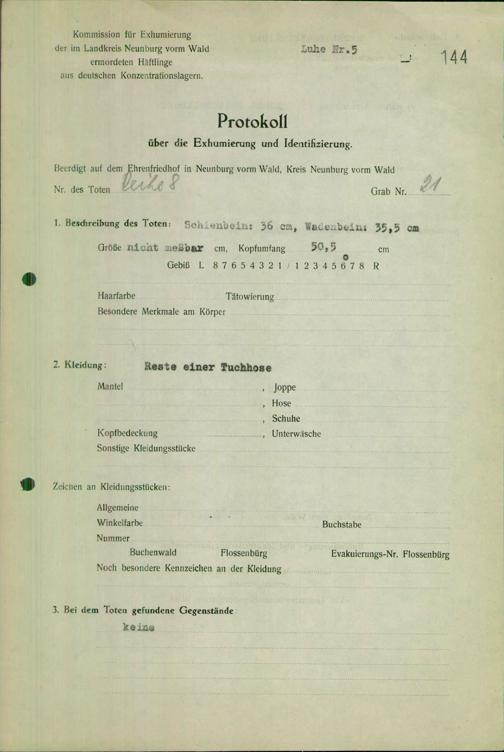 Kommission für Exhumierung
der im Landkreis Neunburg vorm Wald
ermordeten Häftlinge
aus deutschen Konzentrationslagern.
Luhe Nr.5
144
Protokoll
über die Exhumierung und Identifizierung.
Beerdigt auf dem Ehrenfriedhof in Neunburg vorm Wald, Kreis Neunburg vorm Wald
Nr. des Toten Reihe 8 Grab Nr. 21
1. Beschreibung des Toten: Schienbein: 36 cm, Wadenbein: 35,5 cm
Größe nicht meßbar cm, Kopfumfang 50,5 cm
o
Gebiß L 8 7 6 5 4 3 2 1 / 1 2 3 4 5 6 7 8 R
Haarfarbe Tätowierung
Besondere Merkmale am Körper
2. Kleidung: Reste einer Tuchhose
Mantel , Joppe
, Hose
, Schuhe
Kopfbedeckung , Unterwäsche
Sonstige Kleidungsstücke
Zeichen an Kleidungsstücken:
Allgemeine
Winkelfarbe Buchstabe
Nummer
Buchenwald Flossenbürg Evakuierungs-Nr. Flossenbürg
Noch besondere Kennzeichen an der Kleidung
3. Bei dem Toten gefundene Gegenstände
keine